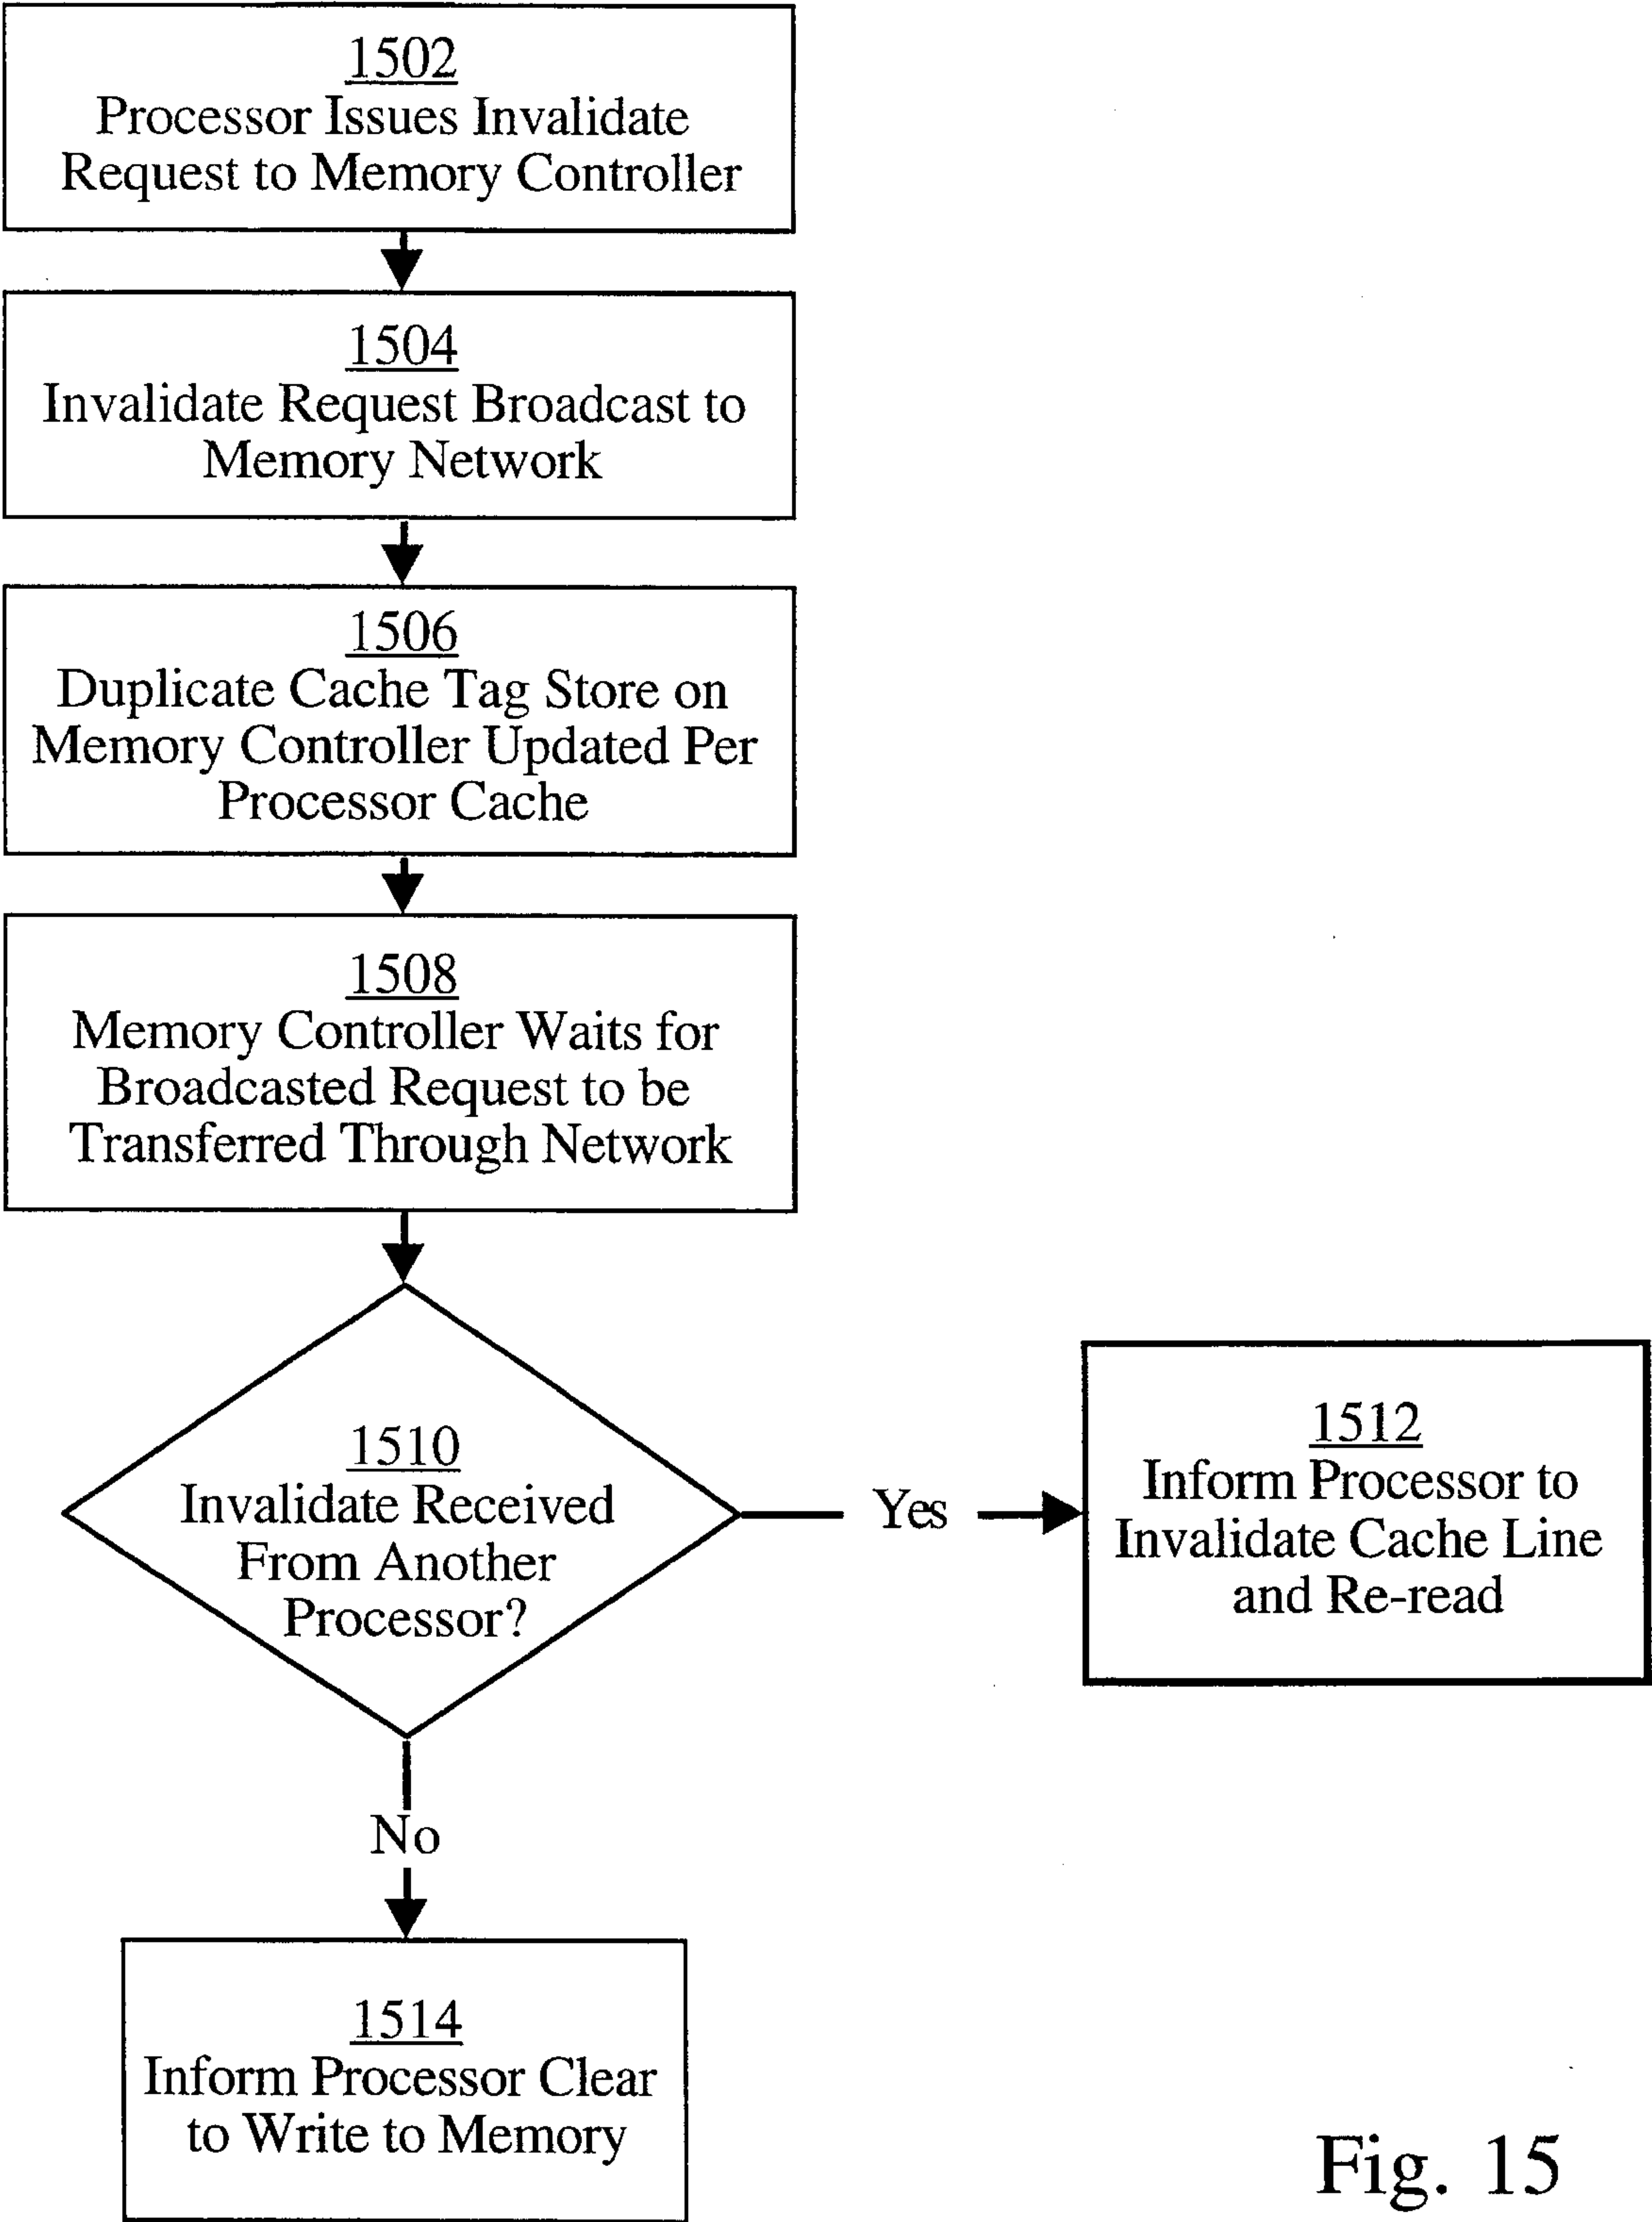 1502
Processor Issues Invalidate
Request to Memory Controller
1504
Invalidate Request Broadcast to
Memory Network
1506
Duplicate Cache Tag Store on
Memory Controller Updated Per
Processor Cache
1508
Memory Controller Waits for
Broadcasted Request to be
Transferred Through Network
1510
Invalidate Received
From Another
Processor?
Yes
1512
Inform Processor to
Invalidate Cache Line
and Re-read
No
1514
Inform Processor Clear
to Write to Memory
Fig. 15